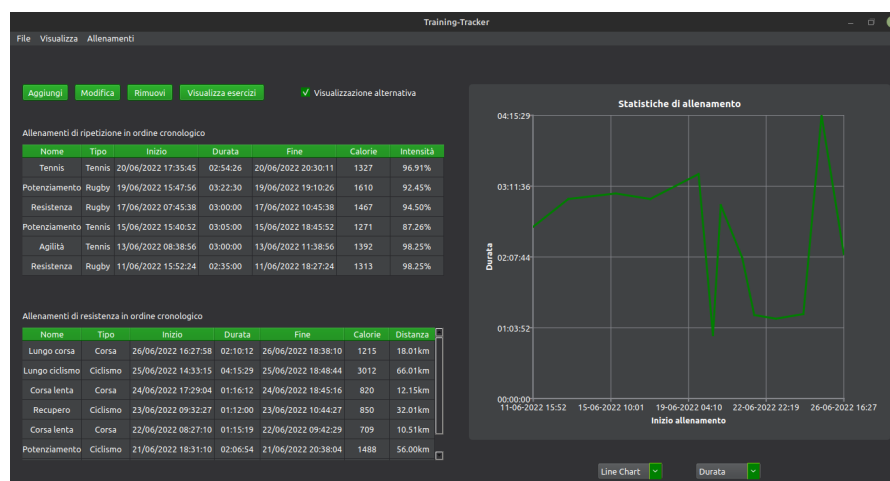 Training-Tracker
File Visualizza Allenamenti
Aggiungi Modifica Rimuovi Visualizza esercizi Visualizzazione alternativa
Allenamenti di ripetizione in ordine cronologico
Nome Tipo Inizio Durata Fine Calorie Intensità
Tennis Tennis 20/06/2022 17:35:45 02:54:26 20/06/2022 20:30:11 1327 96.91%
Potenziamento Rugby 19/06/2022 15:47:56 03:22:30 19/06/2022 19:10:26 1610 92.45%
Resistenza Rugby 17/06/2022 07:45:38 03:00:00 17/06/2022 10:45:38 1467 94.50%
Potenziamento Tennis 15/06/2022 15:40:52 03:05:00 15/06/2022 18:45:52 1271 87.26%
Agilità Tennis 13/06/2022 08:38:56 03:00:00 13/06/2022 11:38:56 1392 98.25%
Resistenza Rugby 11/06/2022 15:52:24 02:35:00 11/06/2022 18:27:24 1313 98.25%
Allenamenti di resistenza in ordine cronologico
Nome Tipo Inizio Durata Fine Calorie Distanza
Lungo corsa Corsa 26/06/2022 16:27:58 02:10:12 26/06/2022 18:38:10 1215 18.01km
Lungo ciclismo Ciclismo 25/06/2022 14:33:15 04:15:29 25/06/2022 18:48:44 3012 66.01km
Corsa lenta Corsa 24/06/2022 17:29:04 01:16:12 24/06/2022 18:45:16 820 12.15km
Recupero Ciclismo 23/06/2022 09:32:27 01:12:00 23/06/2022 10:44:27 850 32.01km
Corsa lenta Corsa 22/06/2022 08:27:10 01:15:19 22/06/2022 09:42:29 709 10.51km
Potenziamento Ciclismo 21/06/2022 18:31:10 02:06:54 21/06/2022 20:38:04 1488 56.00km
Statistiche di allenamento
04:15:29
03:11:36
02:07:44
01:03:52
00:00:00
Durata
11-06-2022 15:52 15-06-2022 10:01 19-06-2022 04:10 22-06-2022 22:19 26-06-2022 16:27
Inizio allenamento
Line Chart Durata